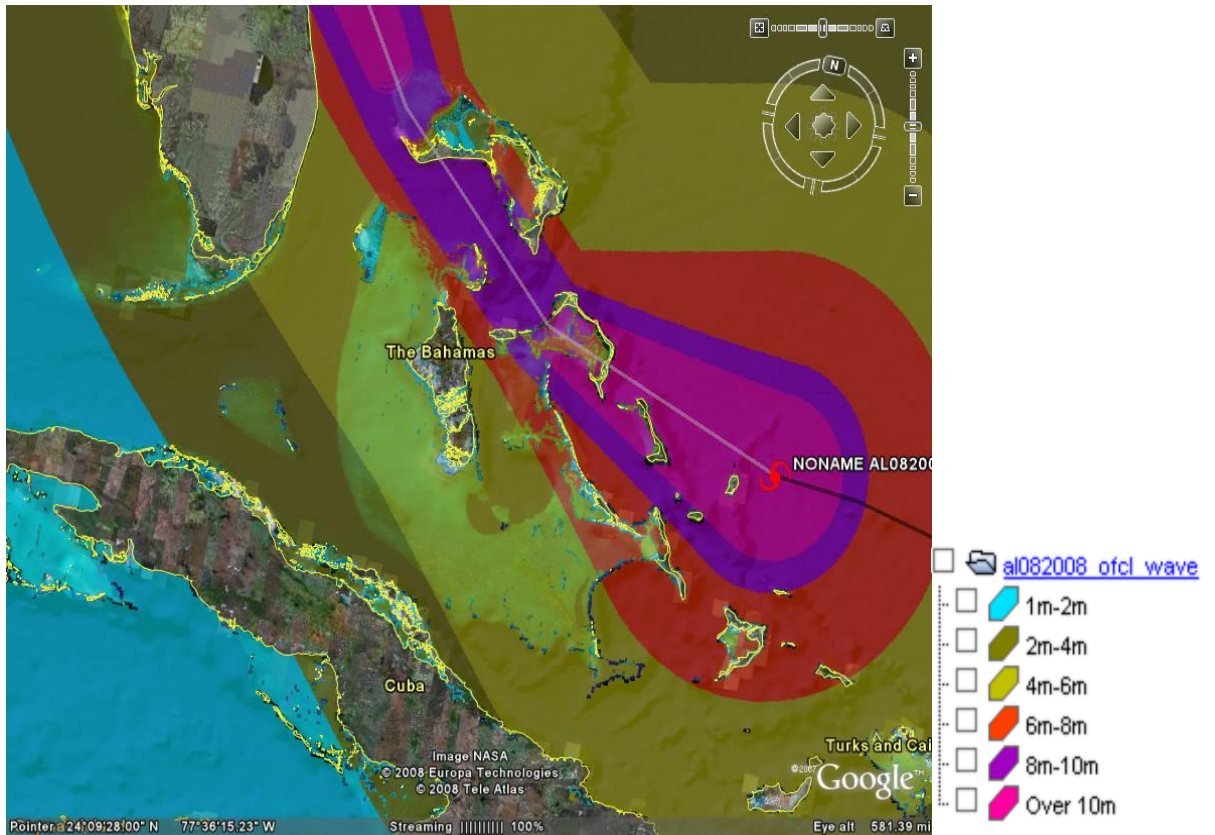 N
The Bahamas
NONAME AL08200
Cuba
Turks and Cai
Image NASA
© 2008 Europa Technologies
© 2008 Tele Atlas
©2007 Google™
Pointer 24°09'28.00" N 77°36'15.23" W
Streaming |||||||||| 100%
Eye alt 581.39 mi
al082008_ofcl_wave
1m-2m
2m-4m
4m-6m
6m-8m
8m-10m
Over 10m